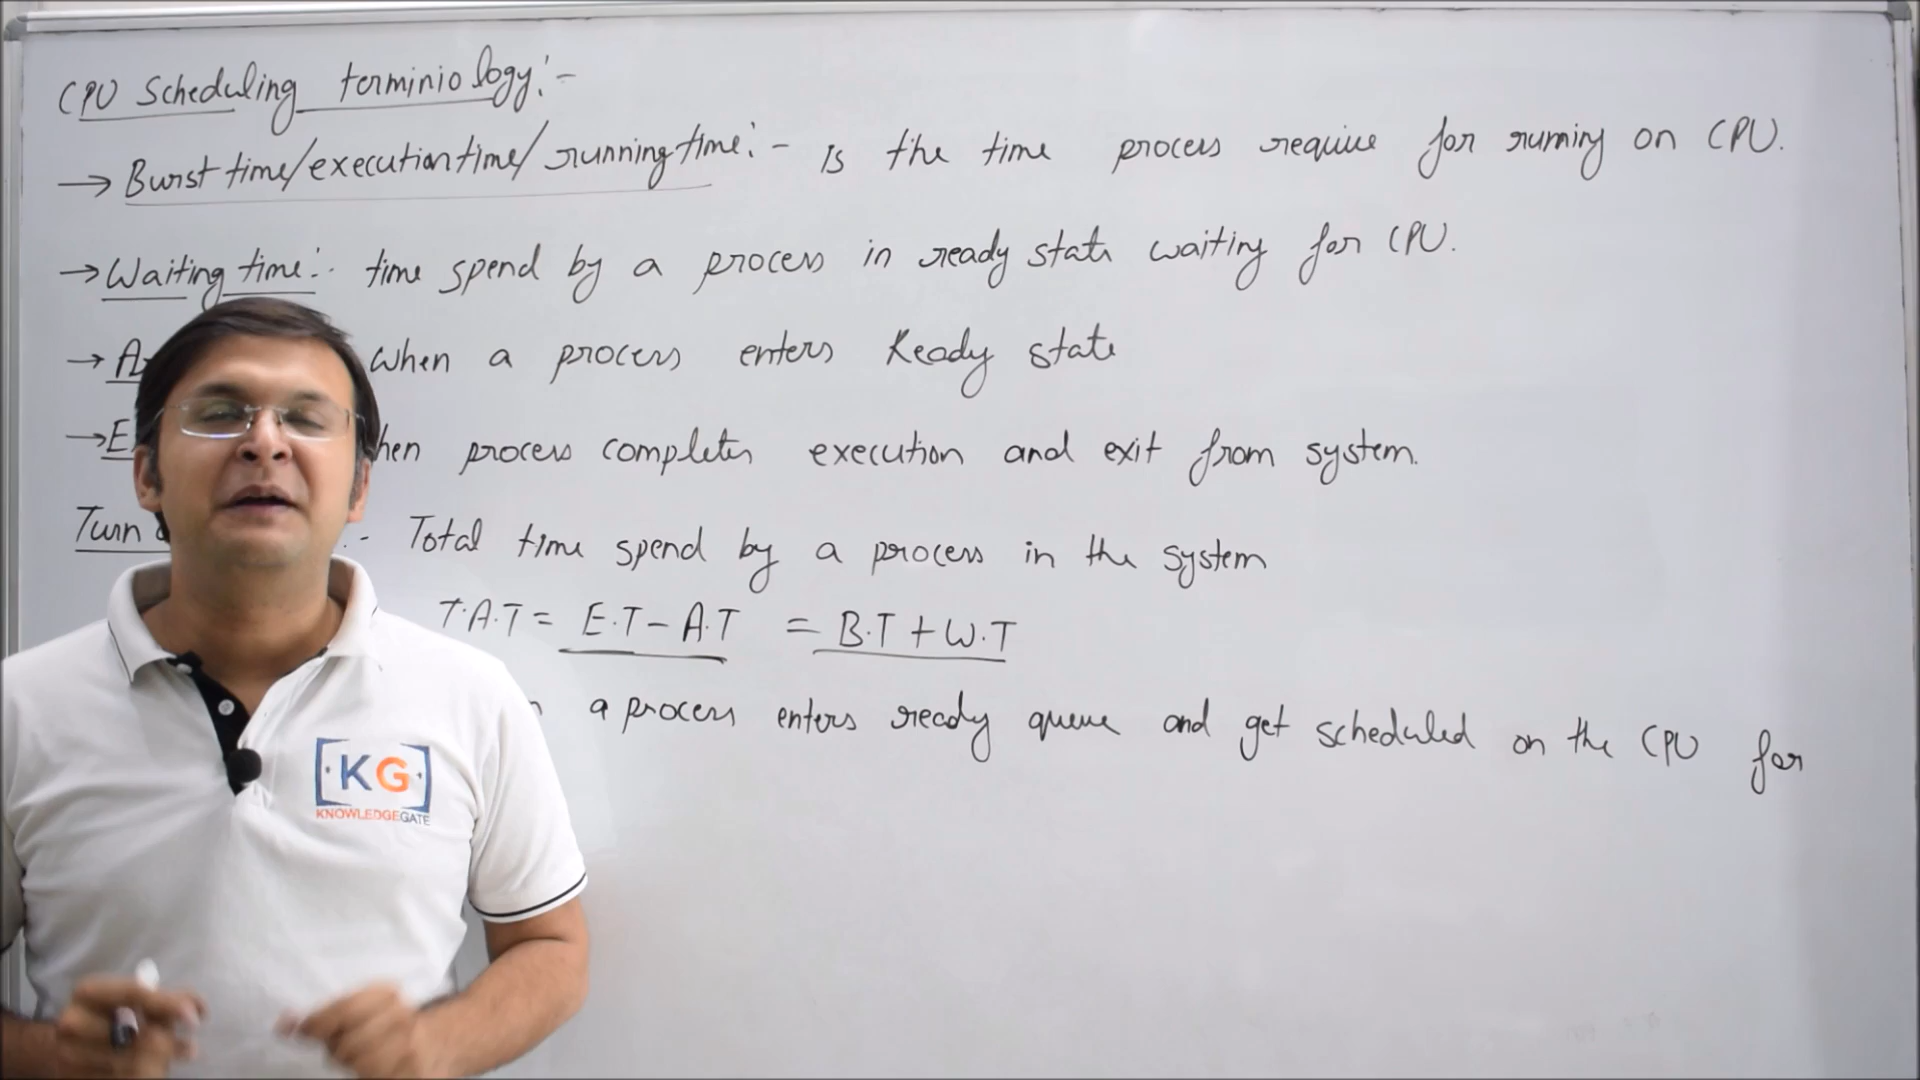 CPU Scheduling terminiology:-
→ Burst time/execution time/ running time:- is the time process require for running on CPU.
→ Waiting time:- time spend by a process in ready state waiting for CPU.
→ when a process enters Ready state
→ E process completes execution and exit from system.
Turn :- Total time spend by a process in the system
T.A.T = E.T - A.T = B.T + W.T
a process enters ready queue and get scheduled on the CPU for
KG
KNOWLEDGEGATE